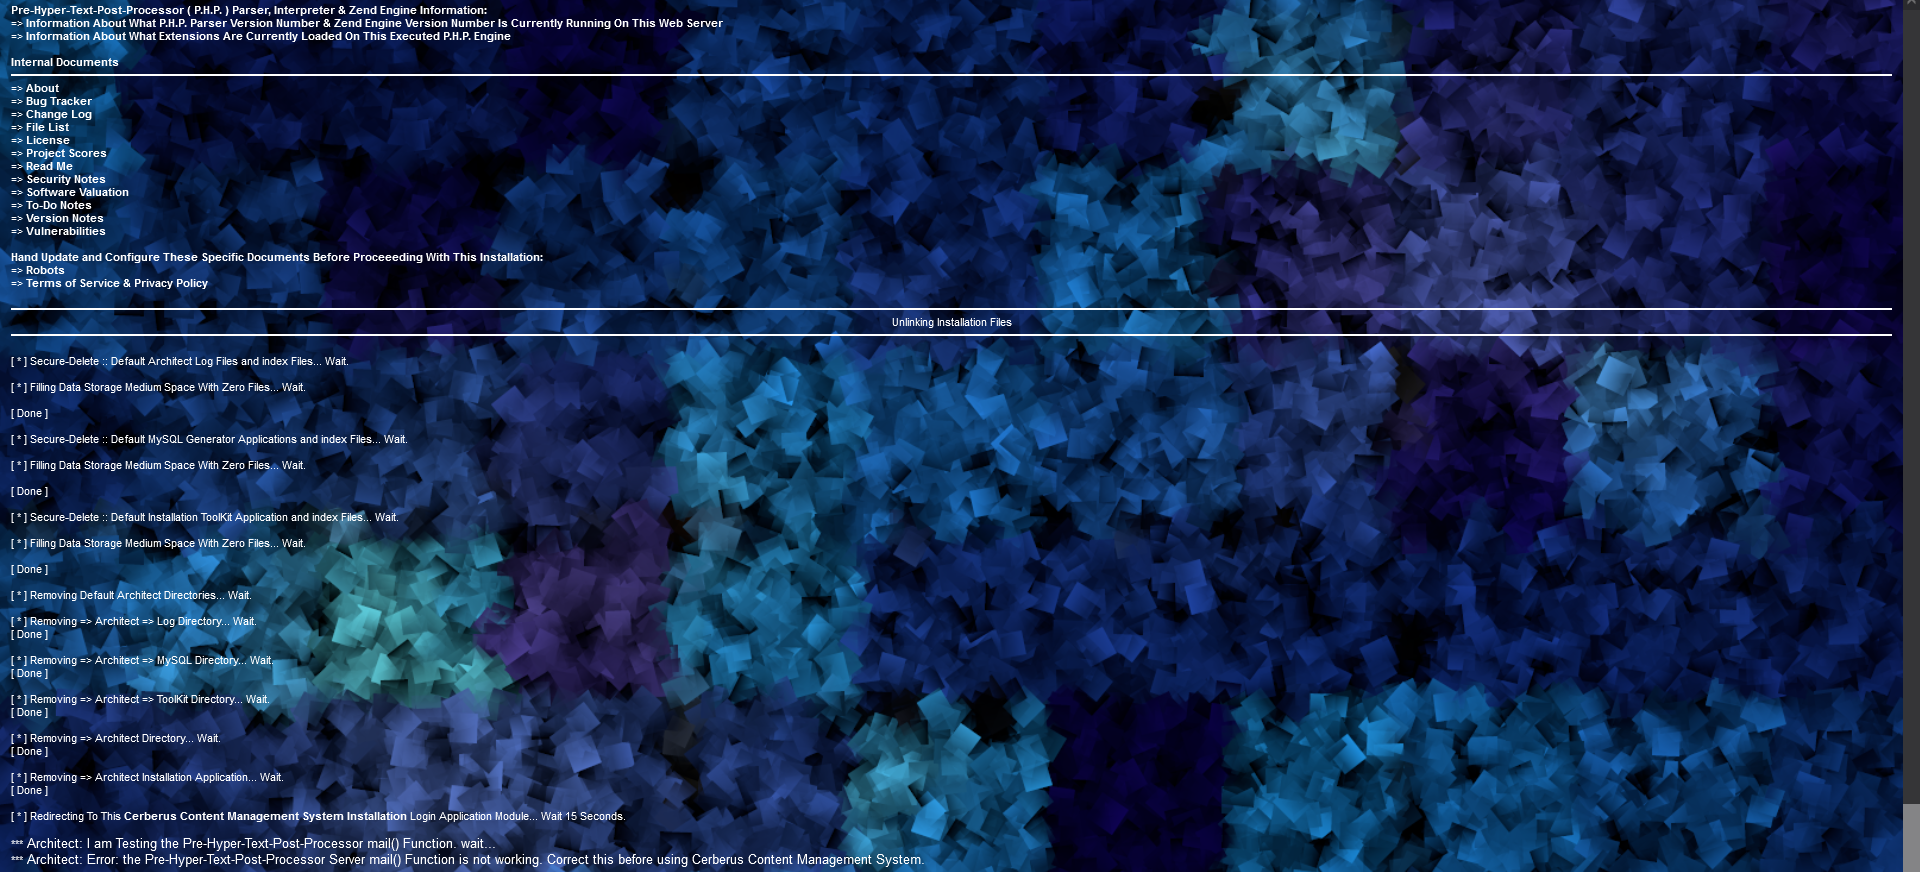 Pre-Hyper-Text-Post-Processor ( P.H.P. ) Parser, Interpreter & Zend Engine Information:
=> Information About What P.H.P. Parser Version Number & Zend Engine Version Number Is Currently Running On This Web Server
=> Information About What Extensions Are Currently Loaded On This Executed P.H.P. Engine
Internal Documents
=> About
=> Bug Tracker
=> Change Log
=> File List
=> License
=> Project Scores
=> Read Me
=> Security Notes
=> Software Valuation
=> To-Do Notes
=> Version Notes
=> Vulnerabilities
Hand Update and Configure These Specific Documents Before Proceeeding With This Installation:
=> Robots
=> Terms of Service & Privacy Policy
Unlinking Installation Files
[ * ] Secure-Delete :: Default Architect Log Files and index Files... Wait.
[ * ] Filling Data Storage Medium Space With Zero Files... Wait.
[ Done ]
[ * ] Secure-Delete :: Default MySQL Generator Applications and index Files... Wait.
[ * ] Filling Data Storage Medium Space With Zero Files... Wait.
[ Done ]
[ * ] Secure-Delete :: Default Installation ToolKit Application and index Files... Wait.
[ * ] Filling Data Storage Medium Space With Zero Files... Wait.
[ Done ]
[ * ] Removing Default Architect Directories... Wait.
[ * ] Removing => Architect => Log Directory... Wait.
[ Done ]
[ * ] Removing => Architect => MySQL Directory... Wait.
[ Done ]
[ * ] Removing => Architect => ToolKit Directory... Wait.
[ Done ]
[ * ] Removing => Architect Directory... Wait.
[ Done ]
[ * ] Removing => Architect Installation Application... Wait.
[ Done ]
[ * ] Redirecting To This Cerberus Content Management System Installation Login Application Module... Wait 15 Seconds.
*** Architect: I am Testing the Pre-Hyper-Text-Post-Processor mail() Function. wait...
*** Architect: Error: the Pre-Hyper-Text-Post-Processor Server mail() Function is not working. Correct this before using Cerberus Content Management System.